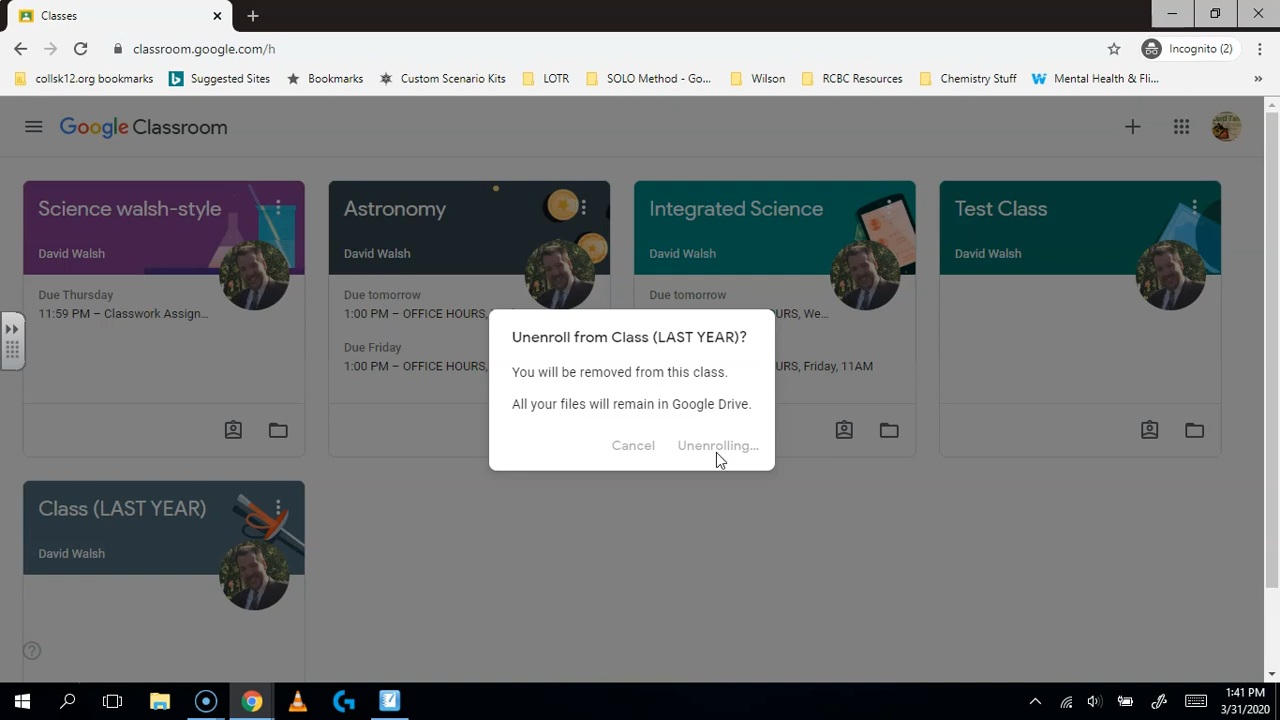 Classes
classroom.google.com/h
Incognito (2)
collsk12.org bookmarks
Suggested Sites
Bookmarks
Custom Scenario Kits
LOTR
SOLO Method - Go...
Wilson
RCBC Resources
Chemistry Stuff
Mental Health & Fli...
»
Google Classroom
Science walsh-style
David Walsh
Due Thursday
11:59 PM – Classwork Assign...
Astronomy
David Walsh
Due tomorrow
1:00 PM – OFFICE HOURS,
Due Friday
1:00 PM – OFFICE HOURS,
Integrated Science
David Walsh
Due tomorrow
URS, We...
URS, Friday, 11AM
Test Class
David Walsh
Unenroll from Class (LAST YEAR)?
You will be removed from this class.
All your files will remain in Google Drive.
Cancel
Unenrolling...
Class (LAST YEAR)
David Walsh
1:41 PM
3/31/2020